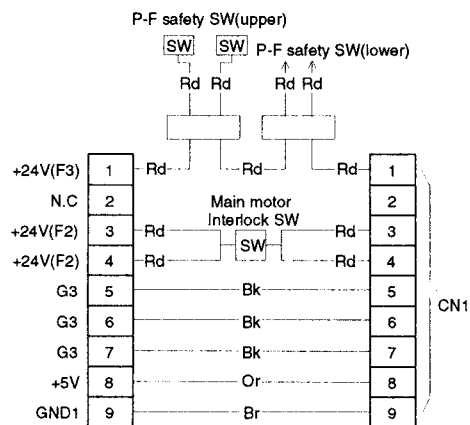 P-F safety SW(upper)
SW SW P-F safety SW(lower)
Rd Rd Rd Rd
+24V(F3) 1 Rd Rd Rd 1
N.C 2 Main motor 2
Interlock SW
+24V(F2) 3 Rd Rd 3
SW
+24V(F2) 4 Rd Rd 4
G3 5 Bk 5
CN1
G3 6 Bk 6
G3 7 Bk 7
+5V 8 Or 8
GND1 9 Br 9